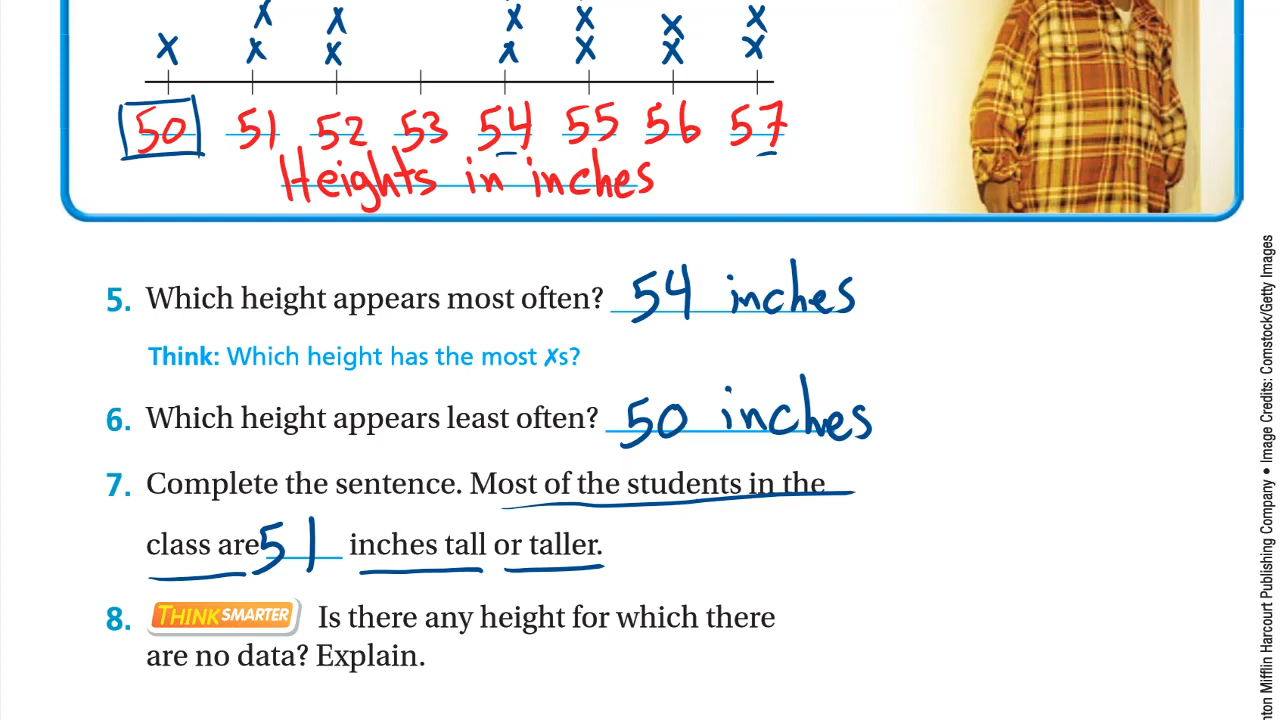 x x x x x x
x x x x x x x
50 51 52 53 54 55 56 57
Heights in inches
5. Which height appears most often? 54 inches
Think: Which height has the most xs?
6. Which height appears least often? 50 inches
7. Complete the sentence. Most of the students in the
class are 51 inches tall or taller.
8. THINK SMARTER Is there any height for which there
are no data? Explain.
Mifflin Harcourt Publishing Company • Image Credits: Comstock/Getty Images